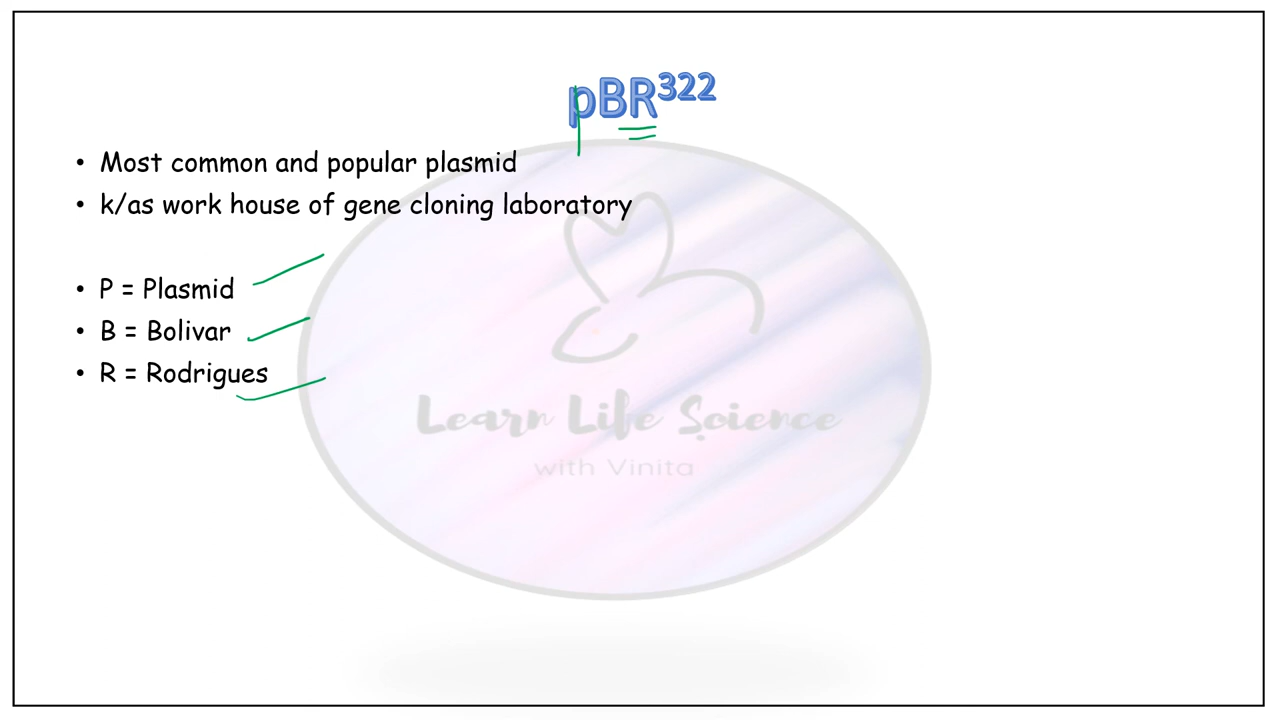 pBR³²²
• Most common and popular plasmid
• k/as work house of gene cloning laboratory
• P = Plasmid
• B = Bolivar
• R = Rodrigues
Learn Life Science
with Vinita